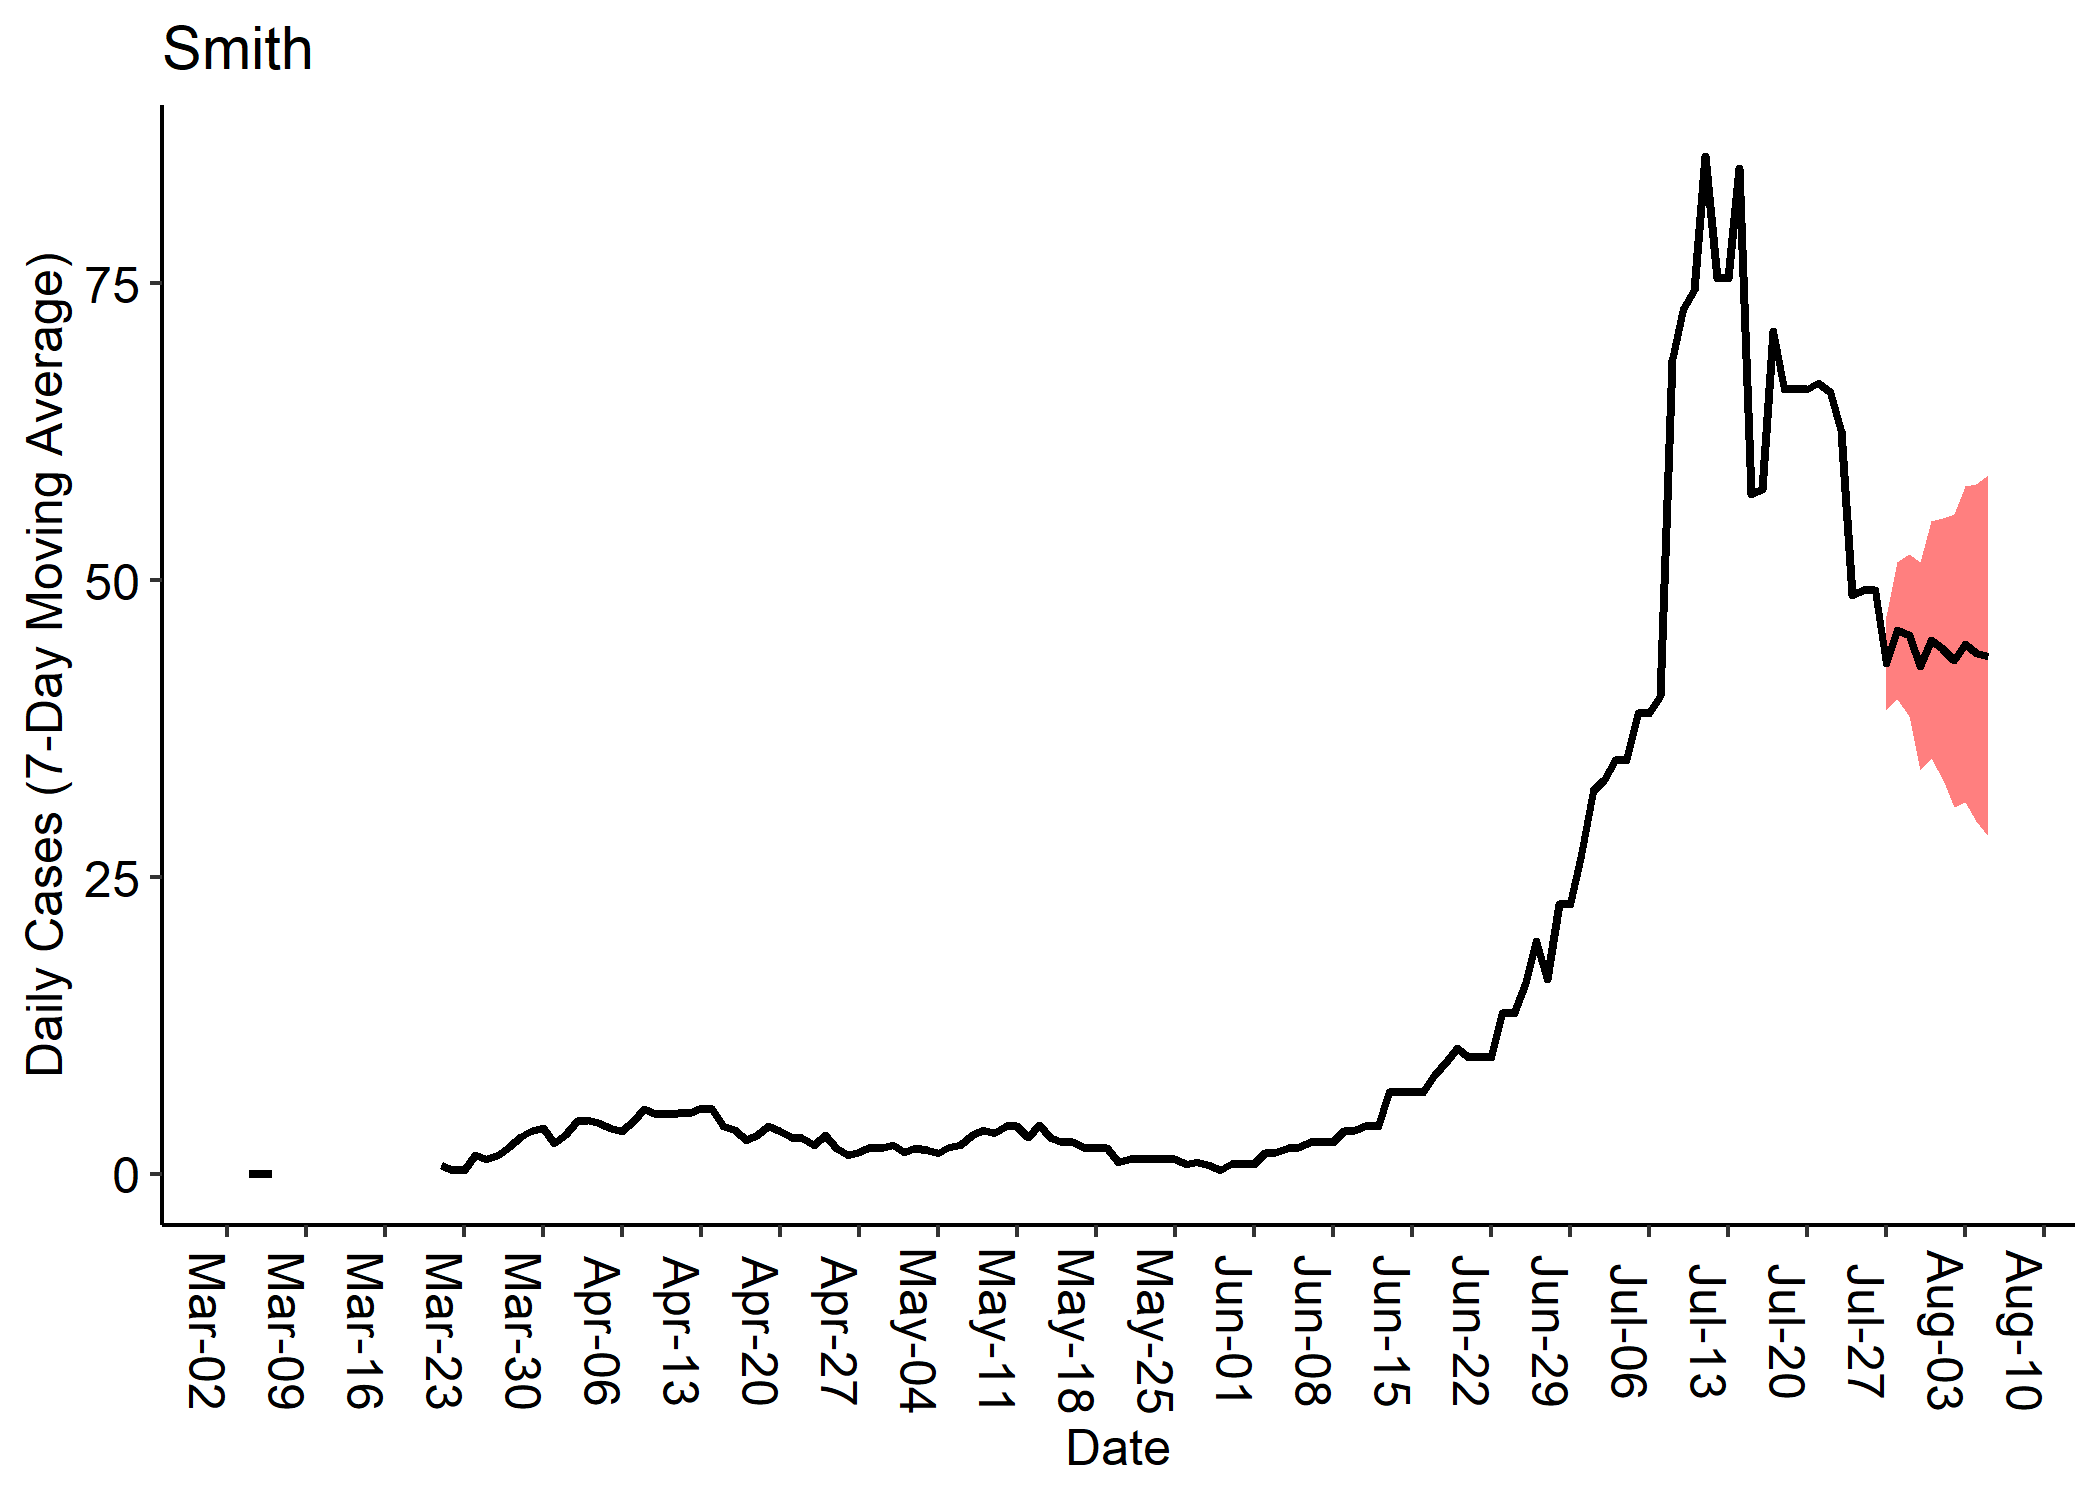 Smith
Daily Cases (7-Day Moving Average)
75
50
25
0
Mar-02
Mar-09
Mar-16
Mar-23
Mar-30
Apr-06
Apr-13
Apr-20
Apr-27
May-04
May-11
May-18
May-25
Jun-01
Jun-08
Jun-15
Jun-22
Jun-29
Jul-06
Jul-13
Jul-20
Jul-27
Aug-03
Aug-10
Date